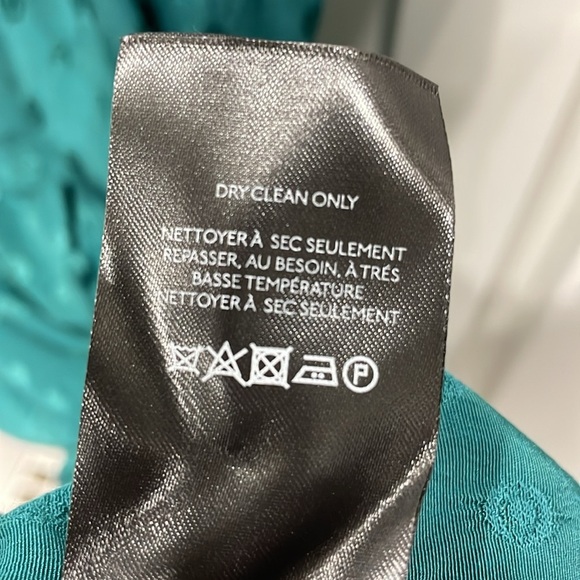 DRY CLEAN ONLY
NETTOYER À SEC SEULEMENT
REPASSER, AU BESOIN, À TRÉS
BASSE TEMPÉRATURE
NETTOYER À SEC SEULEMENT
P